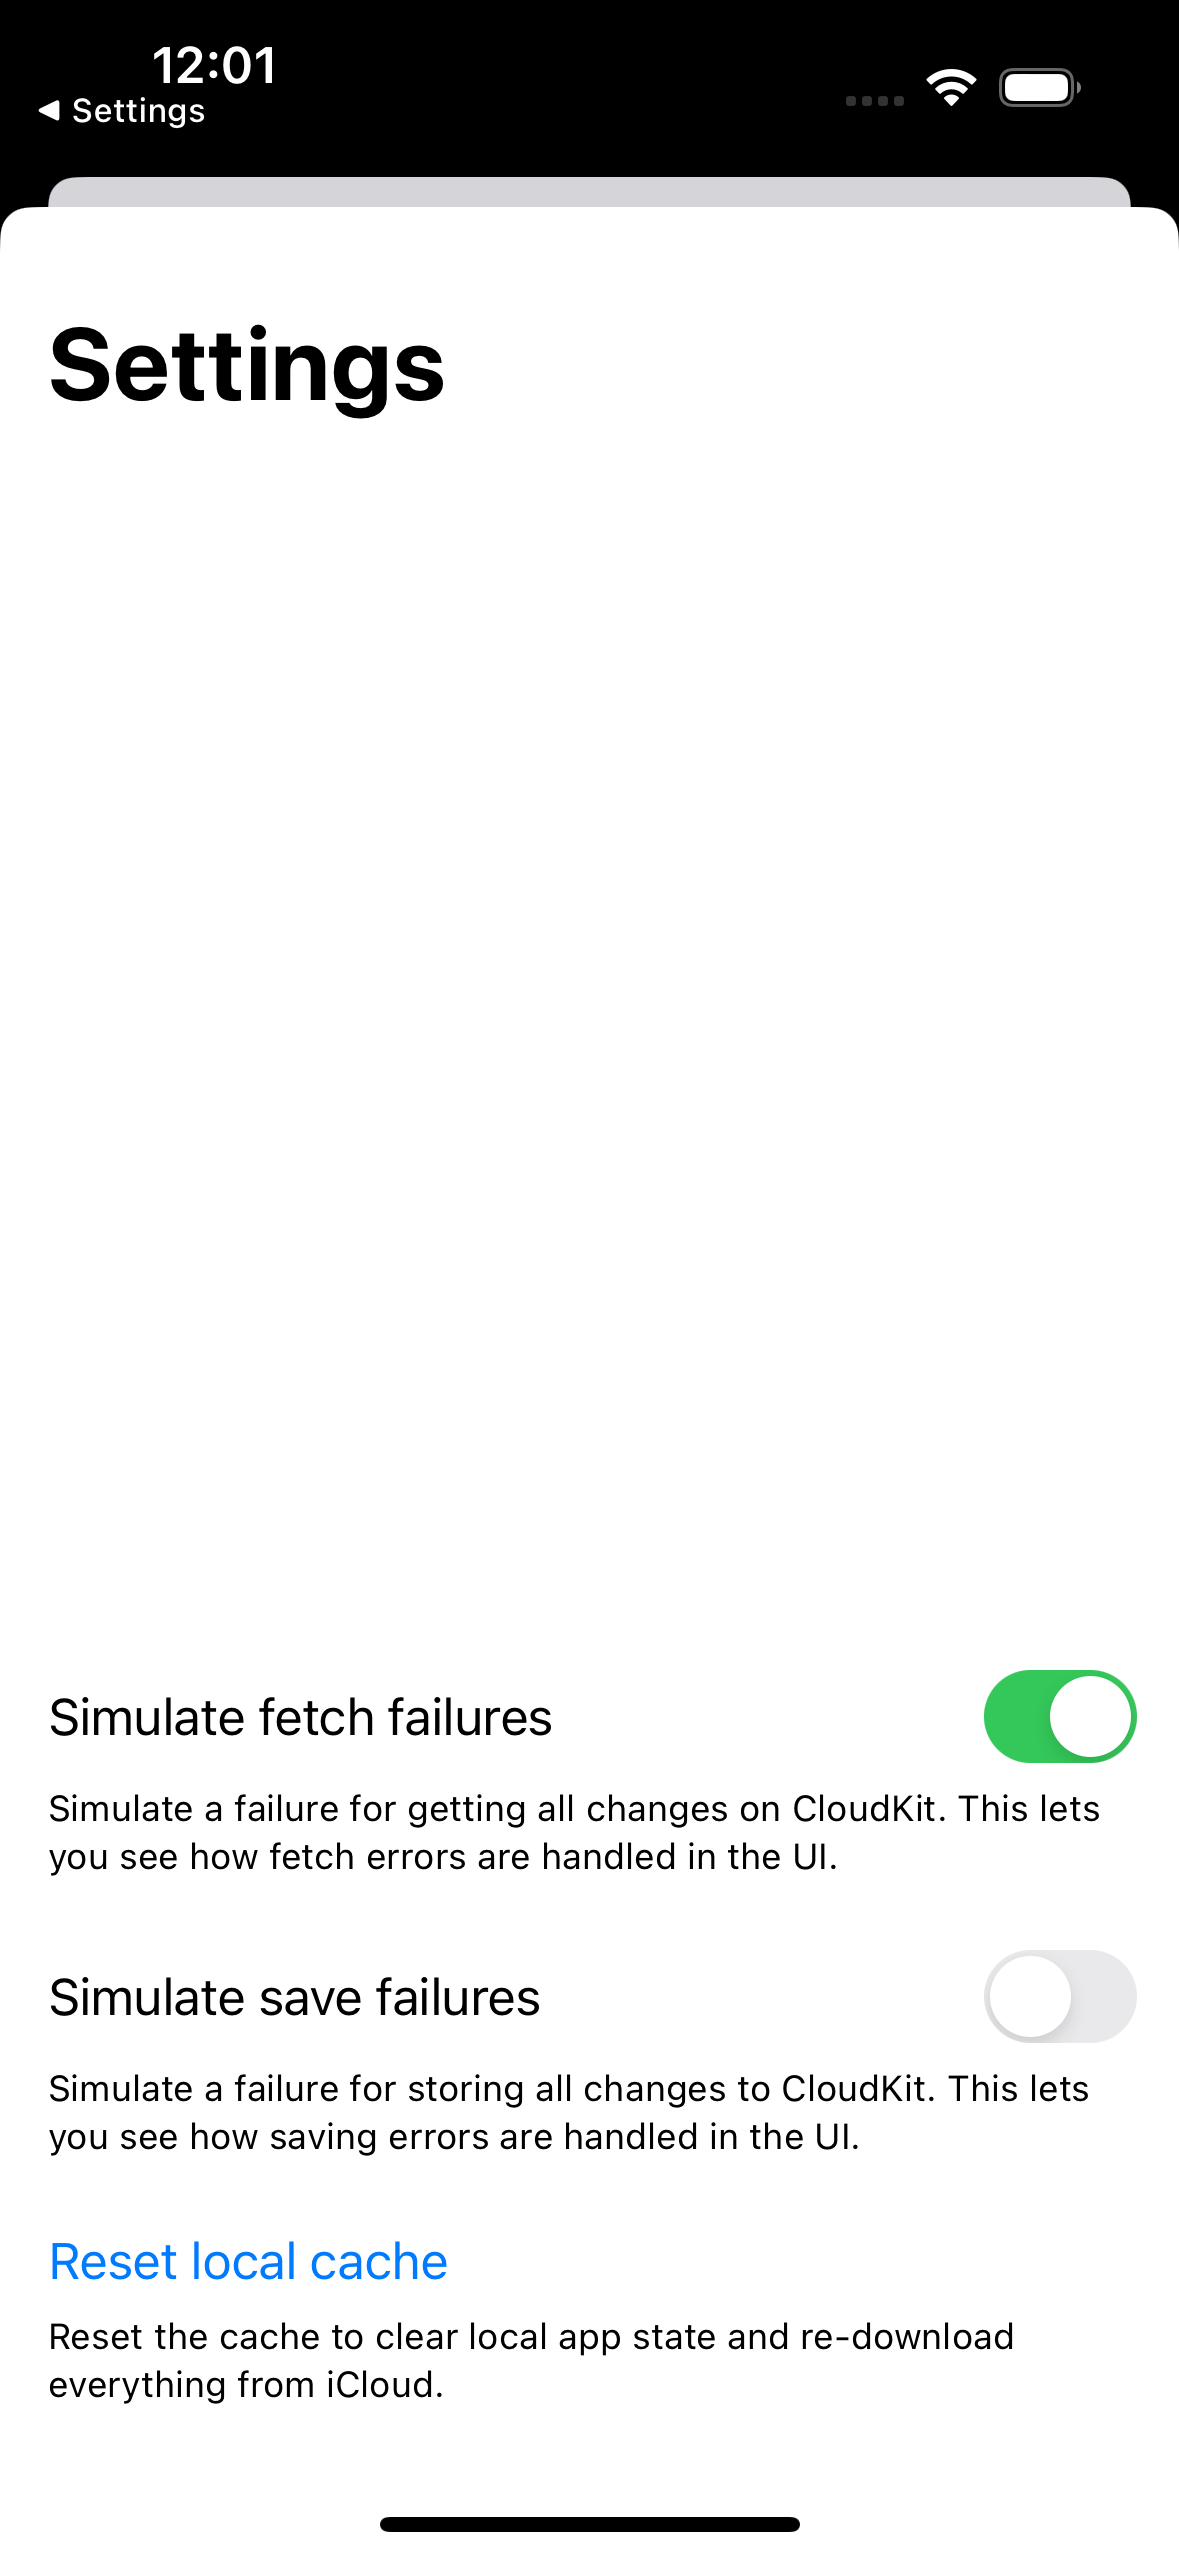 12:01
Settings
Settings
Simulate fetch failures
Simulate a failure for getting all changes on CloudKit. This lets
you see how fetch errors are handled in the UI.
Simulate save failures
Simulate a failure for storing all changes to CloudKit. This lets
you see how saving errors are handled in the UI.
Reset local cache
Reset the cache to clear local app state and re-download
everything from iCloud.